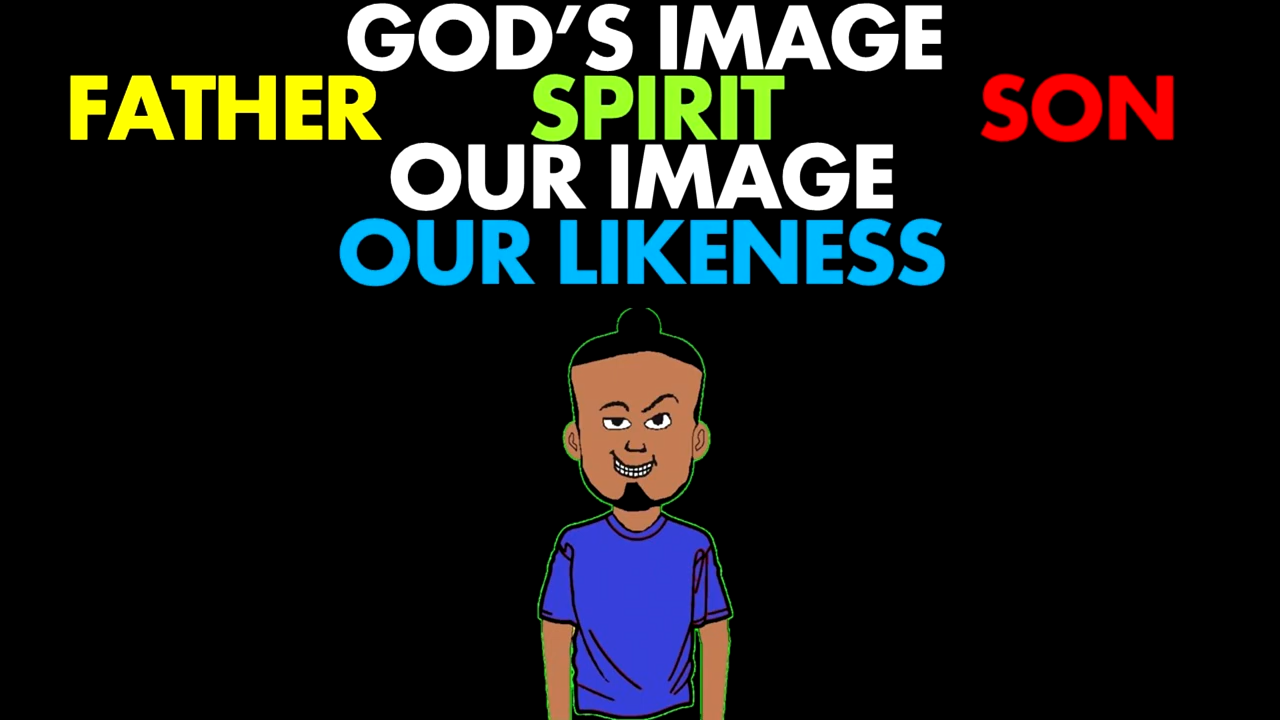 GOD'S IMAGE
FATHER SPIRIT SON
OUR IMAGE
OUR LIKENESS